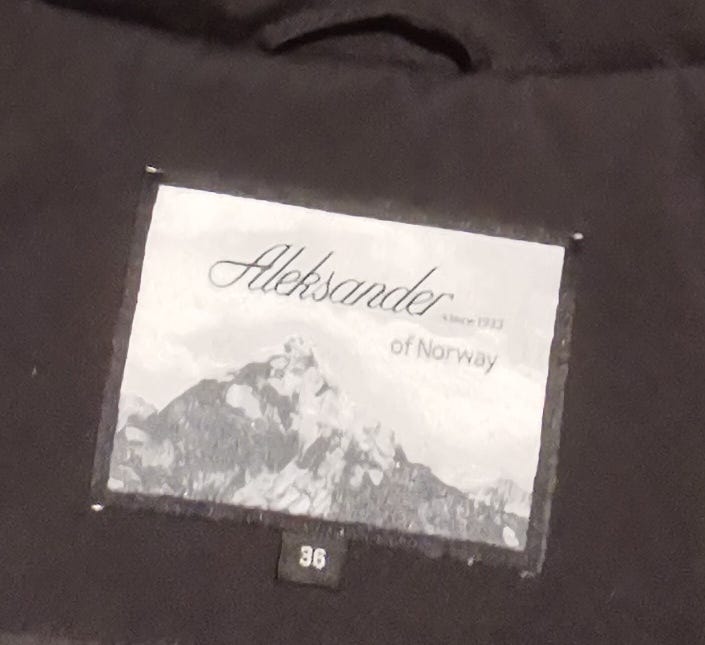 Aleksander
since 1933
of Norway
36